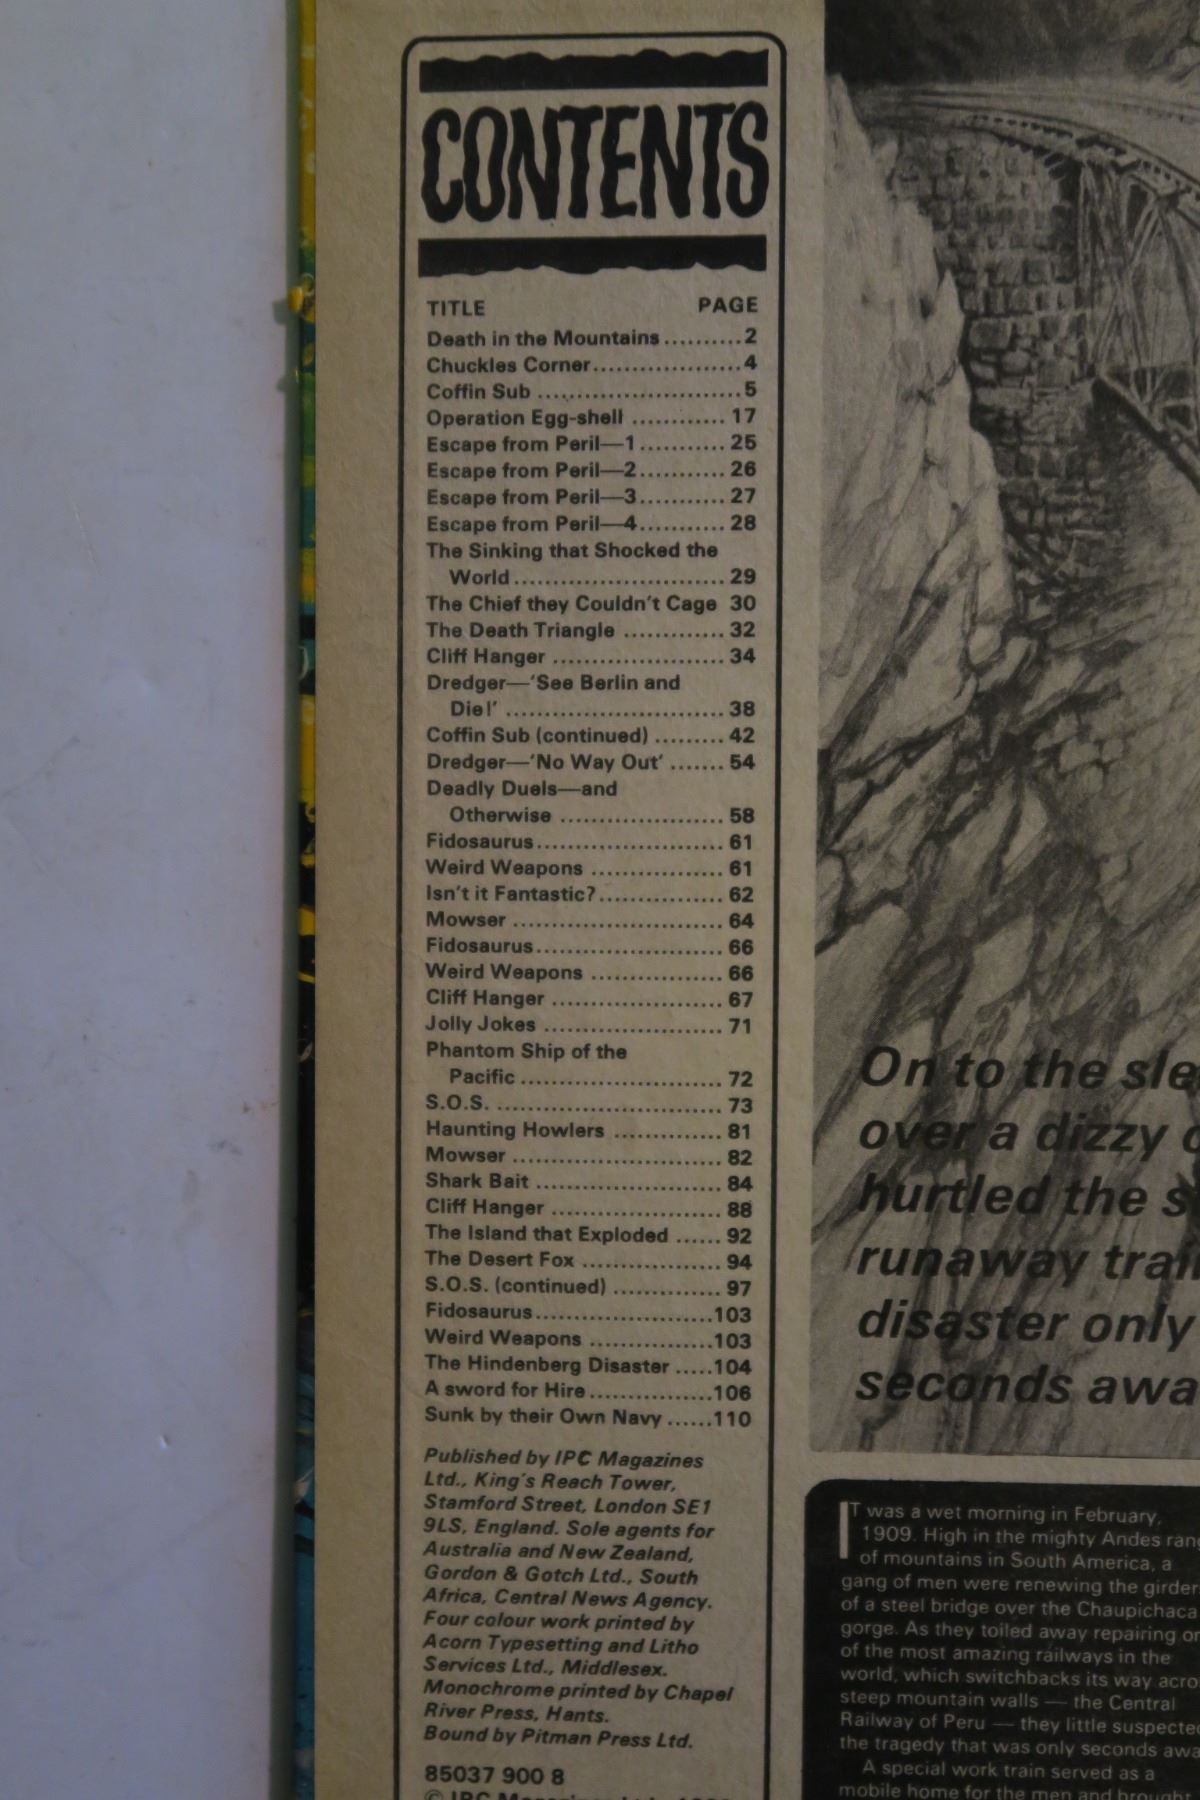 CONTENTS
TITLE PAGE
Death in the Mountains..........2
Chuckles Corner...................4
Coffin Sub ..........................5
Operation Egg-shell ............ 17
Escape from Peril—1........... 25
Escape from Peril—2........... 26
Escape from Peril—3........... 27
Escape from Peril—4........... 28
The Sinking that Shocked the
World........................... 29
The Chief they Couldn't Cage 30
The Death Triangle ............. 32
Cliff Hanger ...................... 34
Dredger—'See Berlin and
Die!' ............................ 38
Coffin Sub (continued) ......... 42
Dredger—'No Way Out' ....... 54
Deadly Duels—and
Otherwise ..................... 58
Fidosaurus........................ 61
Weird Weapons ................. 61
Isn't it Fantastic?................ 62
Mowser ........................... 64
Fidosaurus........................ 66
Weird Weapons ................. 66
Cliff Hanger ...................... 67
Jolly Jokes ....................... 71
Phantom Ship of the
Pacific .......................... 72
S.O.S. ............................. 73
Haunting Howlers .............. 81
Mowser ........................... 82
Shark Bait ........................ 84
Cliff Hanger ...................... 88
The Island that Exploded ...... 92
The Desert Fox .................. 94
S.O.S. (continued) .............. 97
Fidosaurus.......................103
Weird Weapons ................103
The Hindenberg Disaster .....104
A sword for Hire................106
Sunk by their Own Navy ......110
Published by IPC Magazines
Ltd., King's Reach Tower,
Stamford Street, London SE1
9LS, England. Sole agents for
Australia and New Zealand,
Gordon & Gotch Ltd., South
Africa, Central News Agency.
Four colour work printed by
Acorn Typesetting and Litho
Services Ltd., Middlesex.
Monochrome printed by Chapel
River Press, Hants.
Bound by Pitman Press Ltd.
85037 900 8
© IPC Magazines Ltd.
On to the
over a dizzy
hurtled the
runaway
disaster only
seconds
IT was a wet morning in February,
1909. High in the mighty Andes
of mountains in South America, a
gang of men were renewing the
of a steel bridge over the Chaupichaca
gorge. As they toiled away repairing
of the most amazing railways in the
world, which switchbacks its way
steep mountain walls — the Central
Railway of Peru — they little
the tragedy that was only seconds
A special work train served as a
mobile home for the men and